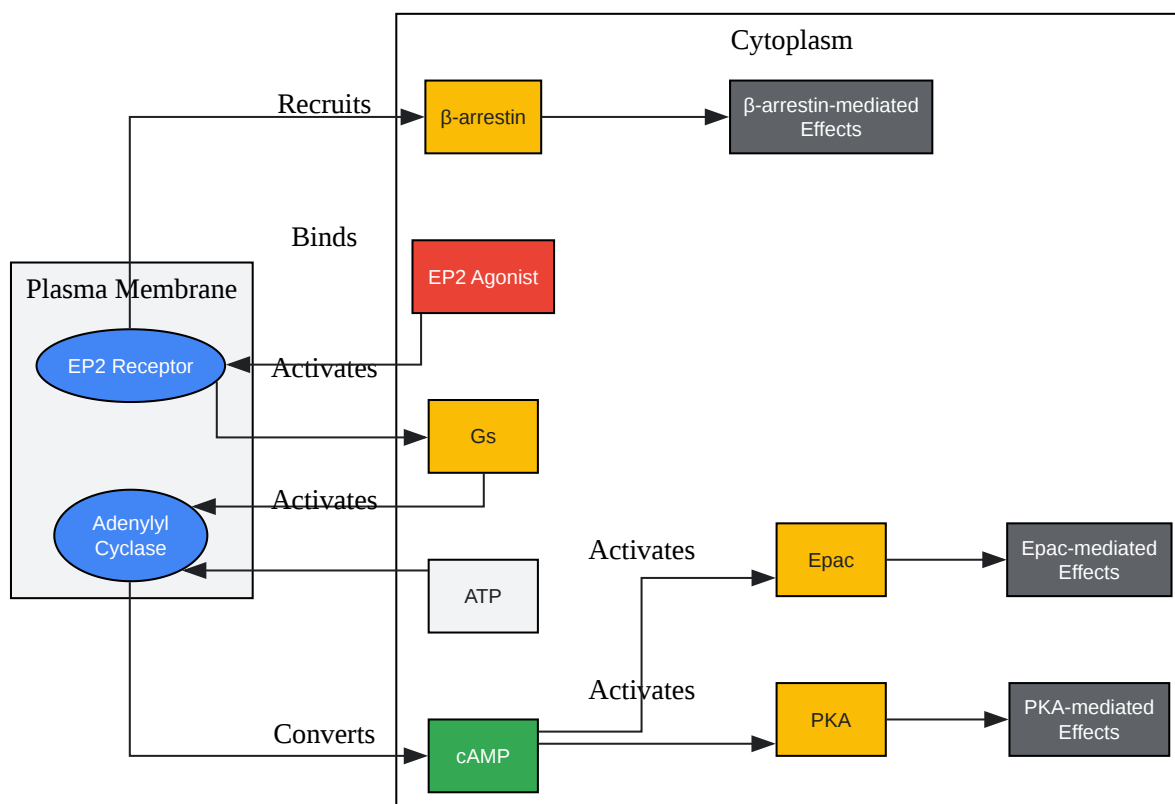 Cytoplasm
Recruits
β-arrestin
β-arrestin-mediated
Effects
Binds
EP2 Agonist
Plasma Membrane
EP2 Receptor
Activates
Gs
Activates
Adenylyl
Cyclase
ATP
Activates
Epac
Epac-mediated
Effects
Activates
PKA
PKA-mediated
Effects
Converts
cAMP